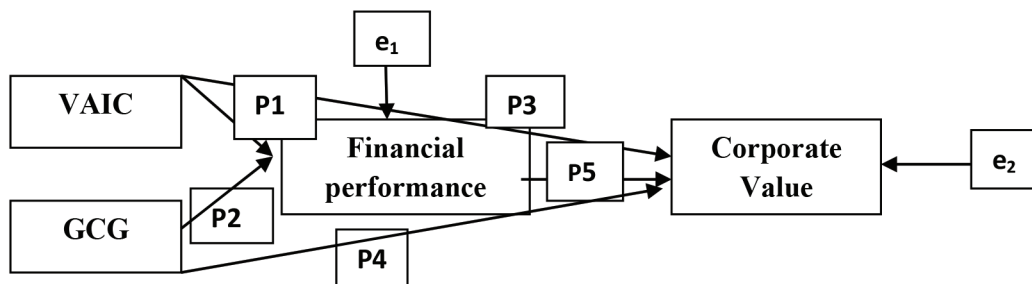 e₁
VAIC
P1
P3
Financial
performance
P5
Corporate
Value
e₂
GCG
P2
P4